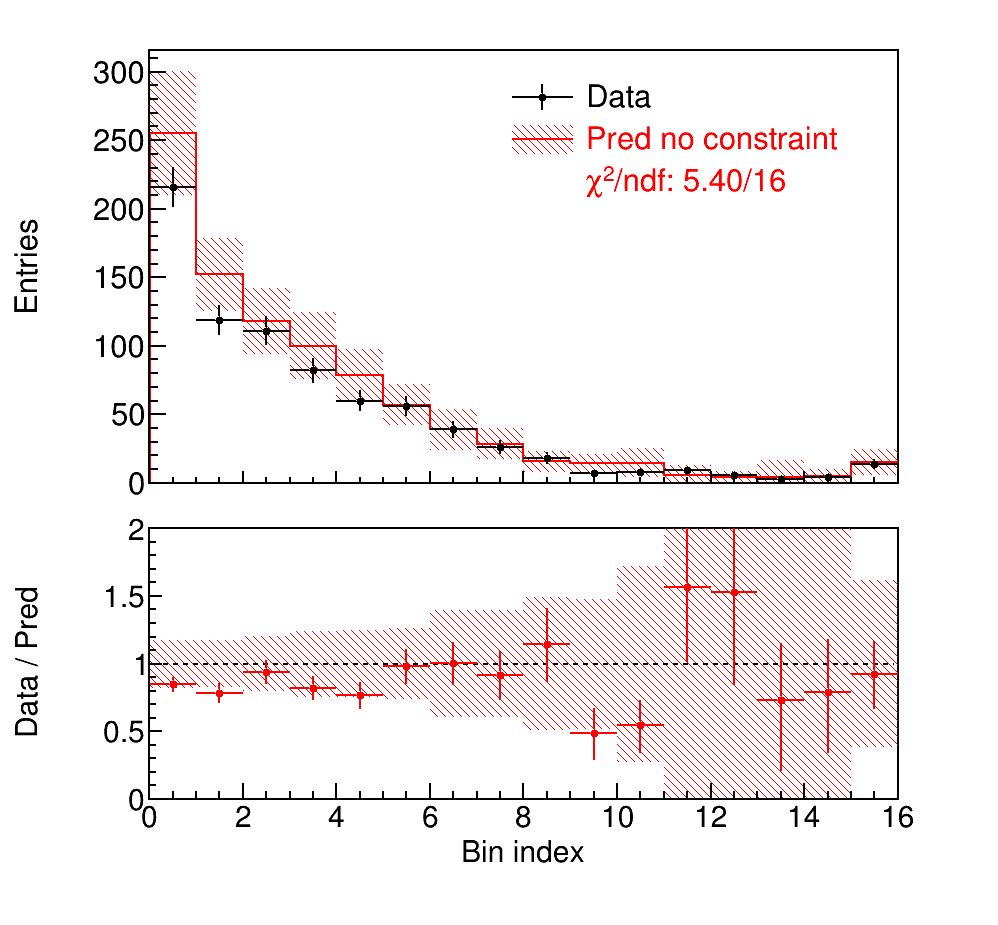 300
250
200
150
100
50
0
Entries
Data
Pred no constraint
χ²/ndf: 5.40/16
2
1.5
1
0.5
0
Data / Pred
0 2 4 6 8 10 12 14 16
Bin index